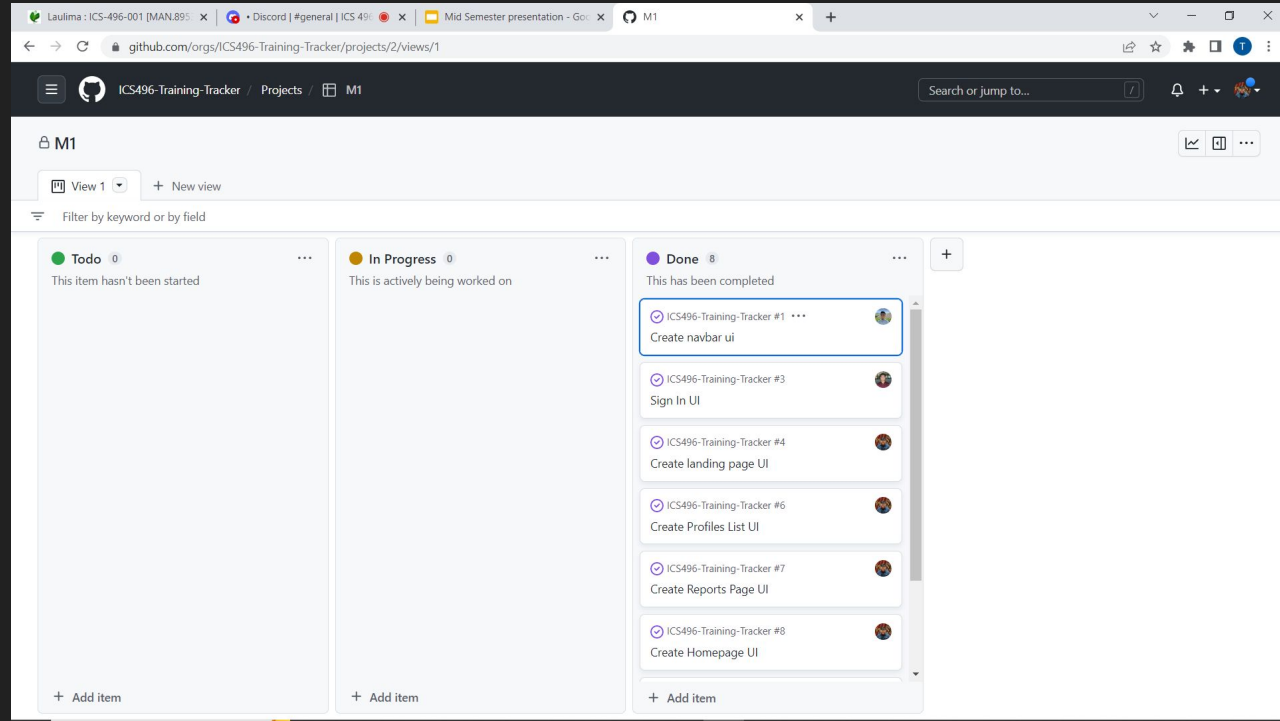 Laulima : ICS-496-001 [MAN.895
• Discord | #general | ICS 496
Mid Semester presentation - Goo
M1
github.com/orgs/ICS496-Training-Tracker/projects/2/views/1
T
ICS496-Training-Tracker / Projects / M1
Search or jump to...
/
M1
View 1
+ New view
Filter by keyword or by field
Todo 0
This item hasn't been started
+ Add item
In Progress 0
This is actively being worked on
+ Add item
Done 8
This has been completed
ICS496-Training-Tracker #1
Create navbar ui
ICS496-Training-Tracker #3
Sign In UI
ICS496-Training-Tracker #4
Create landing page UI
ICS496-Training-Tracker #6
Create Profiles List UI
ICS496-Training-Tracker #7
Create Reports Page UI
ICS496-Training-Tracker #8
Create Homepage UI
+ Add item